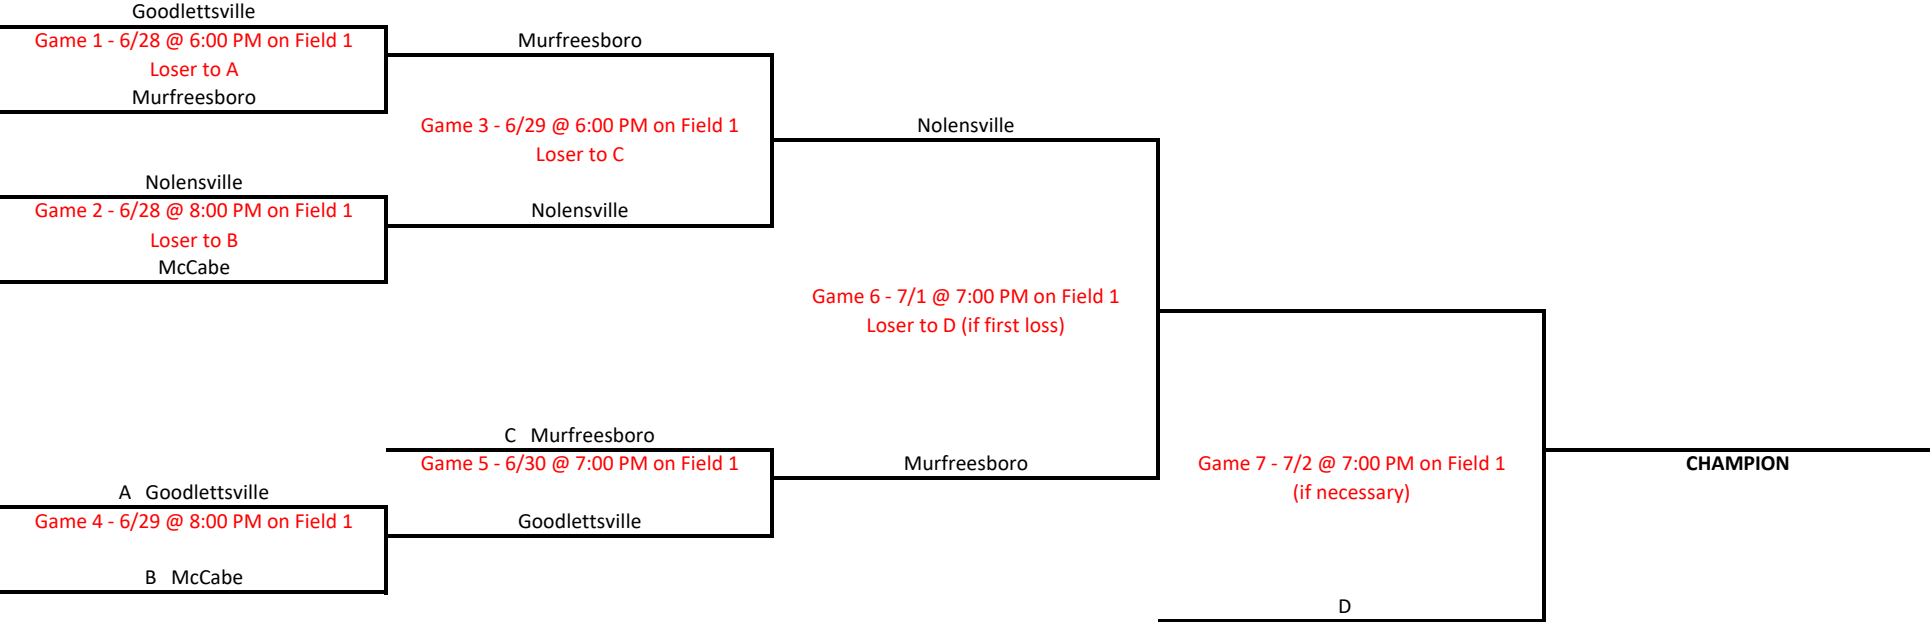 Goodlettsville
Game 1 - 6/28 @ 6:00 PM on Field 1
Loser to A
Murfreesboro
Murfreesboro
Game 3 - 6/29 @ 6:00 PM on Field 1
Loser to C
Nolensville
Nolensville
Game 2 - 6/28 @ 8:00 PM on Field 1
Loser to B
McCabe
Nolensville
Game 6 - 7/1 @ 7:00 PM on Field 1
Loser to D (if first loss)
C Murfreesboro
Game 5 - 6/30 @ 7:00 PM on Field 1
Murfreesboro
Game 7 - 7/2 @ 7:00 PM on Field 1
(if necessary)
CHAMPION
A Goodlettsville
Game 4 - 6/29 @ 8:00 PM on Field 1
Goodlettsville
B McCabe
D